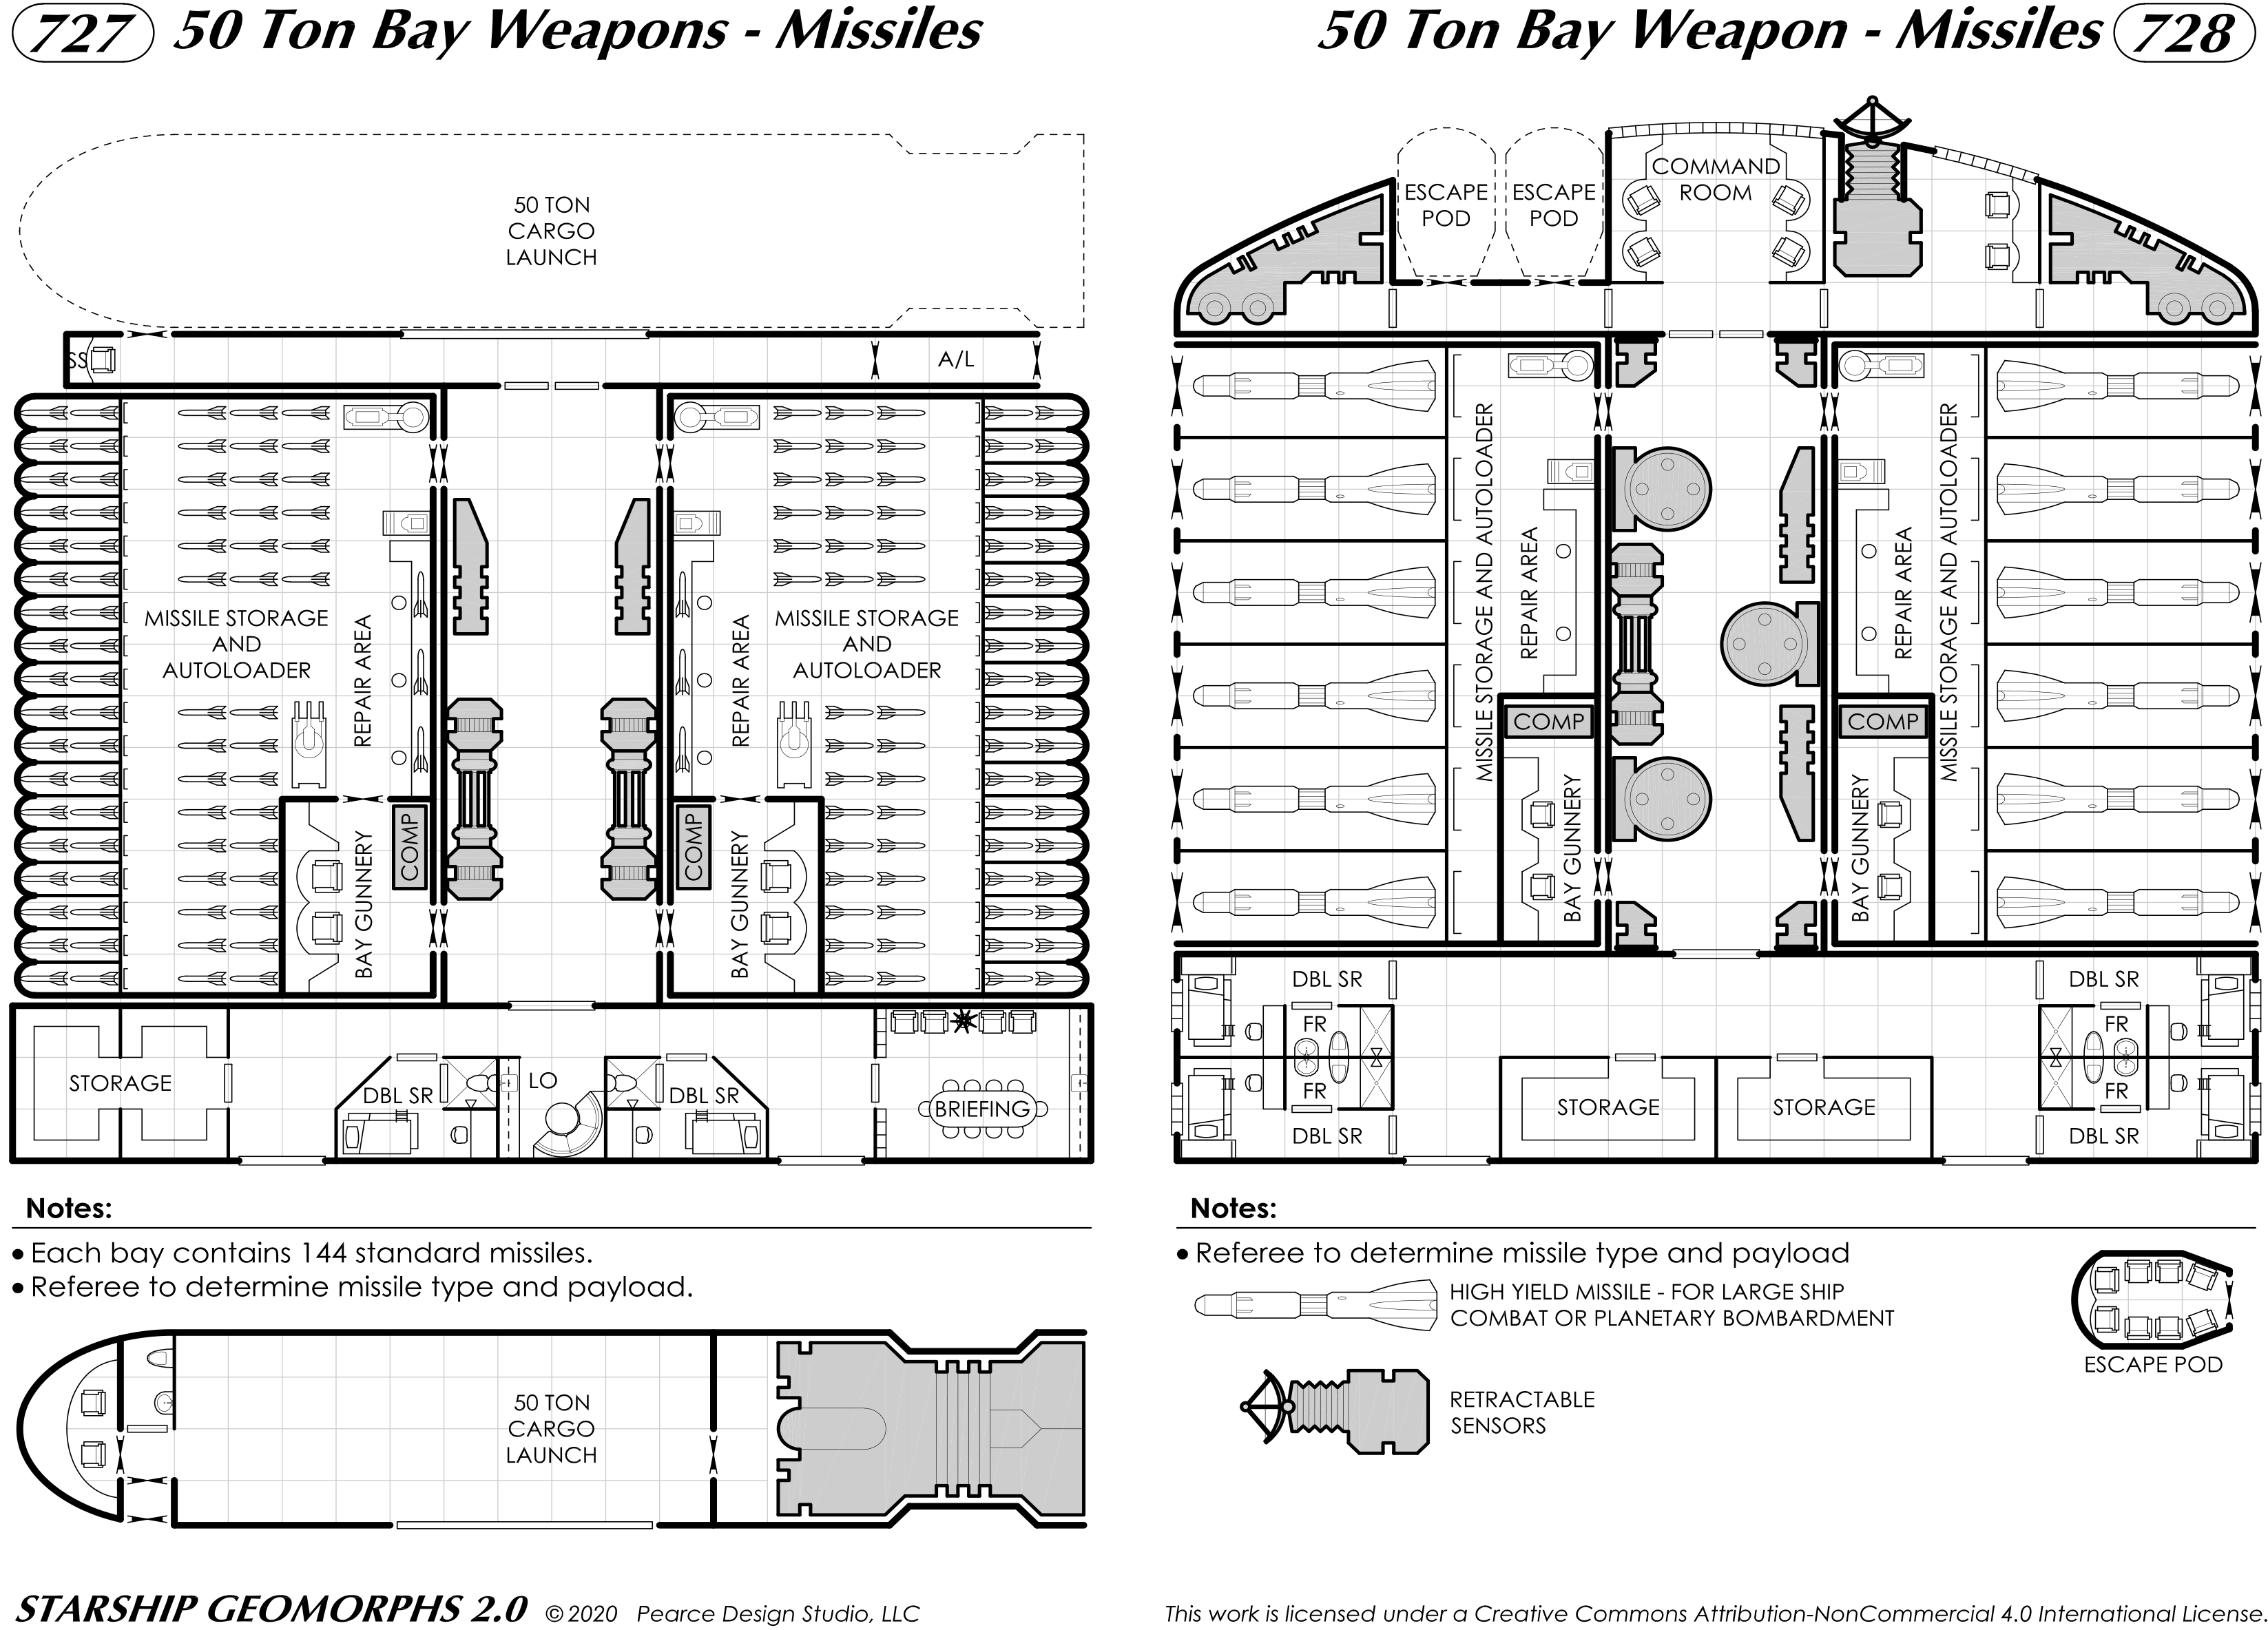 727 50 Ton Bay Weapons - Missiles
50 TON
CARGO
LAUNCH
SS
A/L
MISSILE STORAGE
AND
AUTOLOADER
REPAIR AREA
REPAIR AREA
MISSILE STORAGE
AND
AUTOLOADER
BAY GUNNERY
COMP
COMP
BAY GUNNERY
STORAGE
DBL SR
LO
DBL SR
BRIEFING
Notes:
• Each bay contains 144 standard missiles.
• Referee to determine missile type and payload.
50 TON
CARGO
LAUNCH
50 Ton Bay Weapon - Missiles 728
ESCAPE
POD
ESCAPE
POD
COMMAND
ROOM
MISSILE STORAGE AND AUTOLOADER
REPAIR AREA
REPAIR AREA
MISSILE STORAGE AND AUTOLOADER
COMP
COMP
BAY GUNNERY
BAY GUNNERY
DBL SR
DBL SR
FR
FR
FR
FR
STORAGE
STORAGE
DBL SR
DBL SR
Notes:
• Referee to determine missile type and payload
HIGH YIELD MISSILE - FOR LARGE SHIP
COMBAT OR PLANETARY BOMBARDMENT
ESCAPE POD
RETRACTABLE
SENSORS
STARSHIP GEOMORPHS 2.0 © 2020 Pearce Design Studio, LLC
This work is licensed under a Creative Commons Attribution-NonCommercial 4.0 International License.